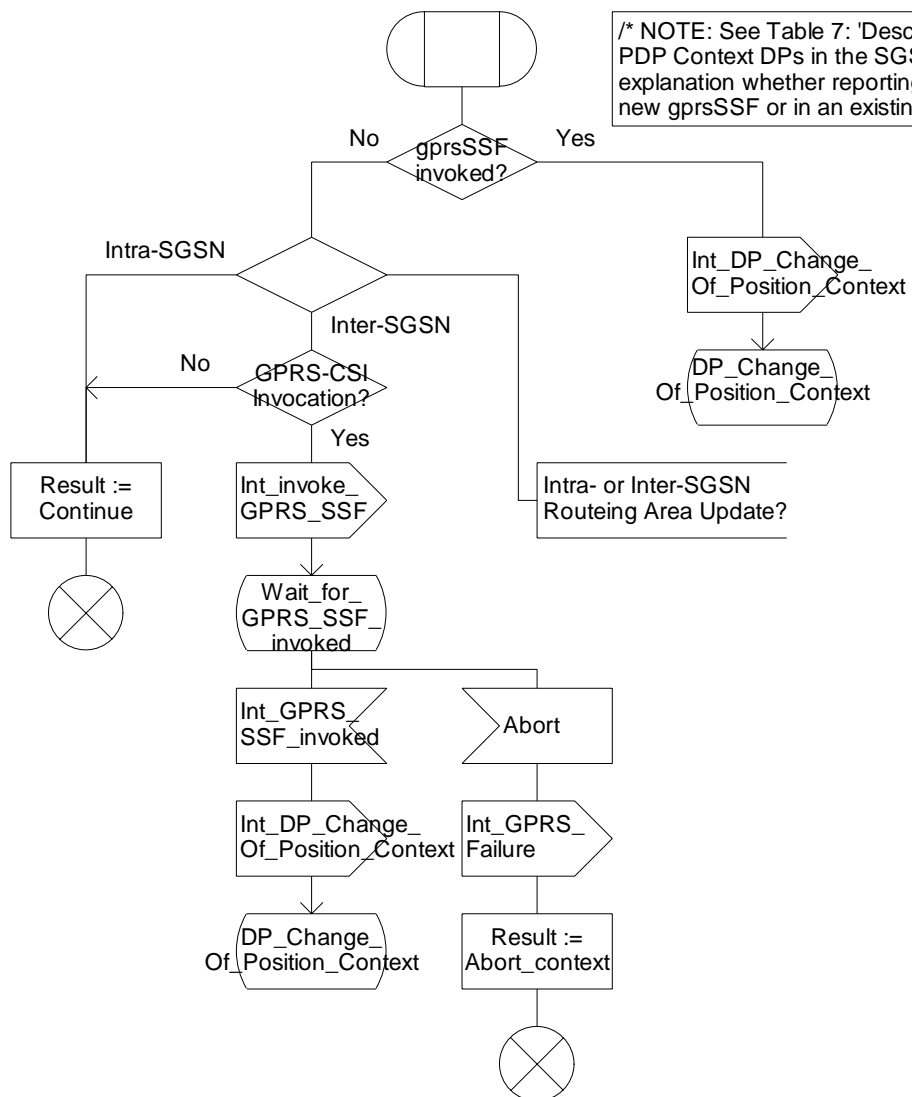 /* NOTE: See Table 7: 'Desc
PDP Context DPs in the SGS
explanation whether reporting
new gprsSSF or in an existin
No
gprsSSF
invoked?
Yes
Intra-SGSN
Int_DP_Change_
Of_Position_Context
Inter-SGSN
No
GPRS-CSI
Invocation?
DP_Change_
Of_Position_Context
Yes
Result :=
Continue
Int_invoke_
GPRS_SSF
Intra- or Inter-SGSN
Routeing Area Update?
Wait_for_
GPRS_SSF_
invoked
Int_GPRS_
SSF_invoked
Abort
Int_DP_Change_
Of_Position_Context
Int_GPRS_
Failure
DP_Change_
Of_Position_Context
Result :=
Abort_context